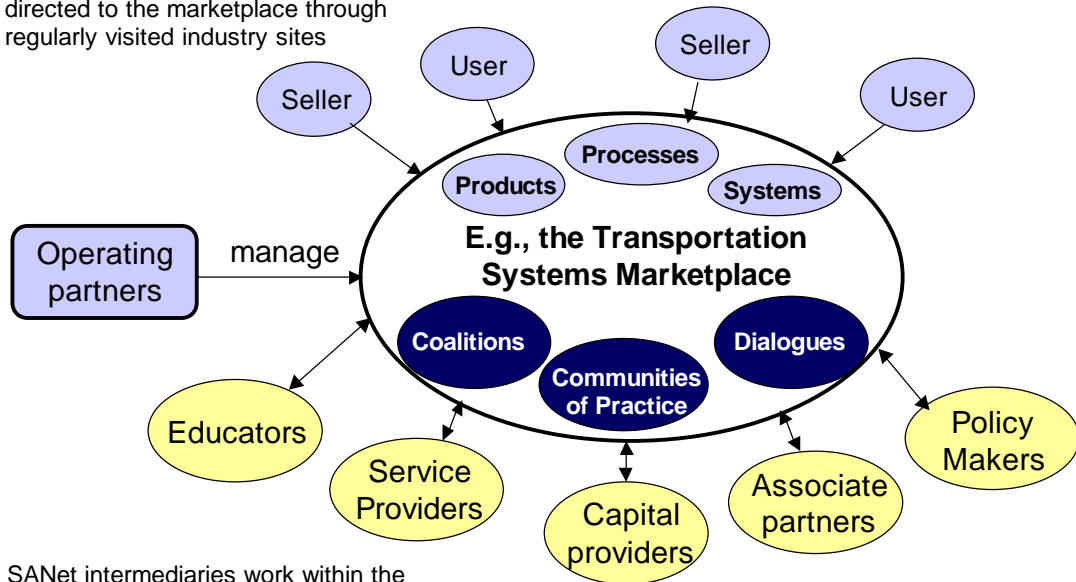 directed to the marketplace through
regularly visited industry sites
Seller
User
Seller
User
Products
Processes
Systems
E.g., the Transportation
Systems Marketplace
Operating
partners
manage
Coalitions
Communities
of Practice
Dialogues
Educators
Service
Providers
Capital
providers
Associate
partners
Policy
Makers
SANet intermediaries work within the